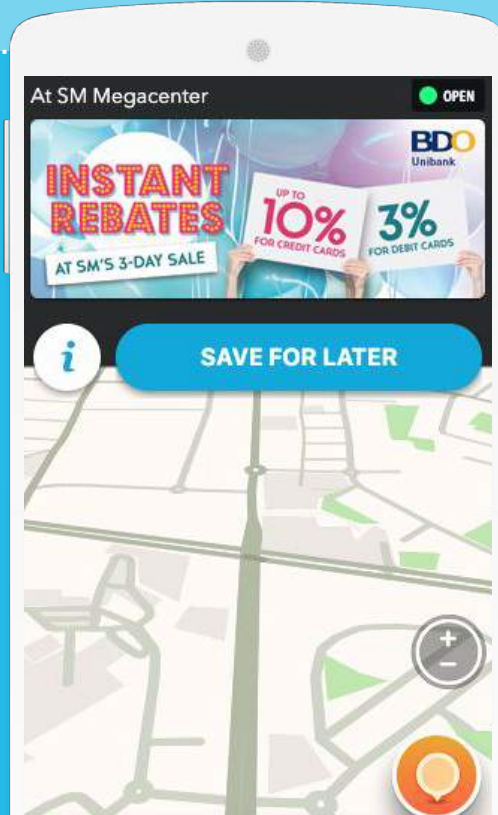 At SM Megacenter
OPEN
BDO
Unibank
INSTANT
REBATES
AT SM'S 3-DAY SALE
UP TO
10%
FOR CREDIT CARDS
3%
FOR DEBIT CARDS
i
SAVE FOR LATER
+
−